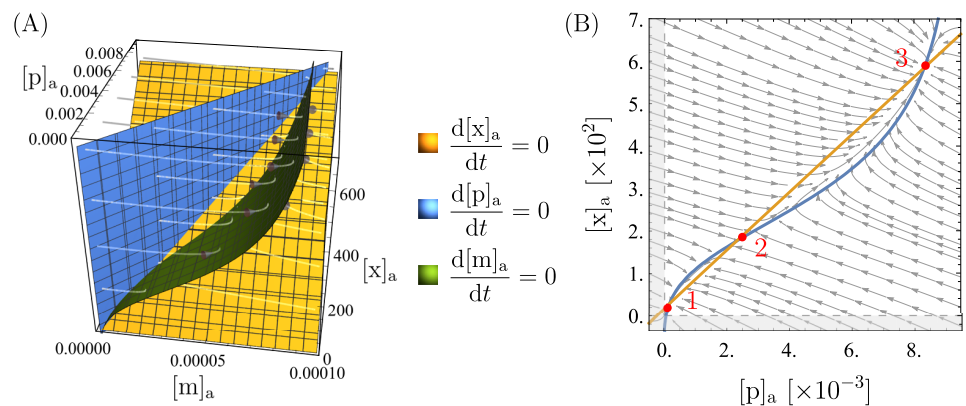 (A)
0.008
0.006
[p]ₐ
0.004
0.002
0.000
600
400
[x]ₐ
200
0
0.00000
0.00005
0.00010
[m]ₐ
d[x]ₐ/dt = 0
d[p]ₐ/dt = 0
d[m]ₐ/dt = 0
(B)
7.
6.
5.
4.
3.
2.
1.
0.
[x]ₐ [×10²]
3
2
1
0. 2. 4. 6. 8.
[p]ₐ [×10⁻³]